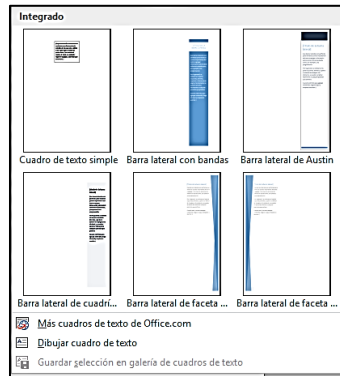 Integrado
Cuadro de texto simple Barra lateral con bandas Barra lateral de Austin
Barra lateral de cuadrí... Barra lateral de faceta ... Barra lateral de faceta ...
Más cuadros de texto de Office.com
Dibujar cuadro de texto
Guardar selección en galería de cuadros de texto